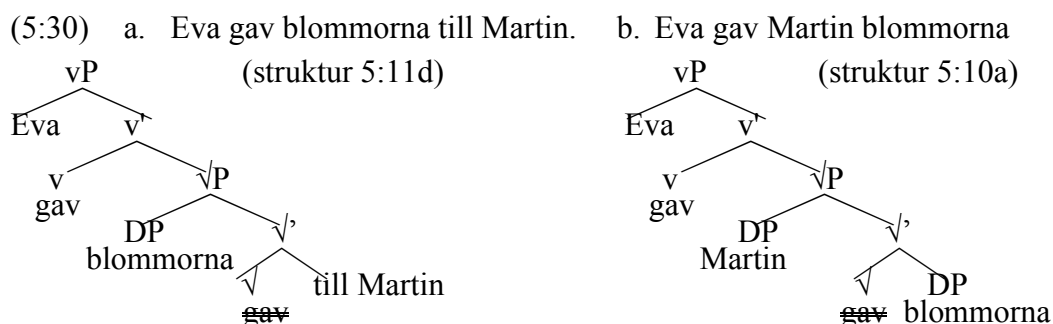 (5:30) a. Eva gav blommorna till Martin. b. Eva gav Martin blommorna
vP (struktur 5:11d) vP (struktur 5:10a)
Eva v' Eva v'
v √P v √P
gav gav
DP √’ DP √’
blommorna Martin
√ till Martin √ DP
gav gav blommorna